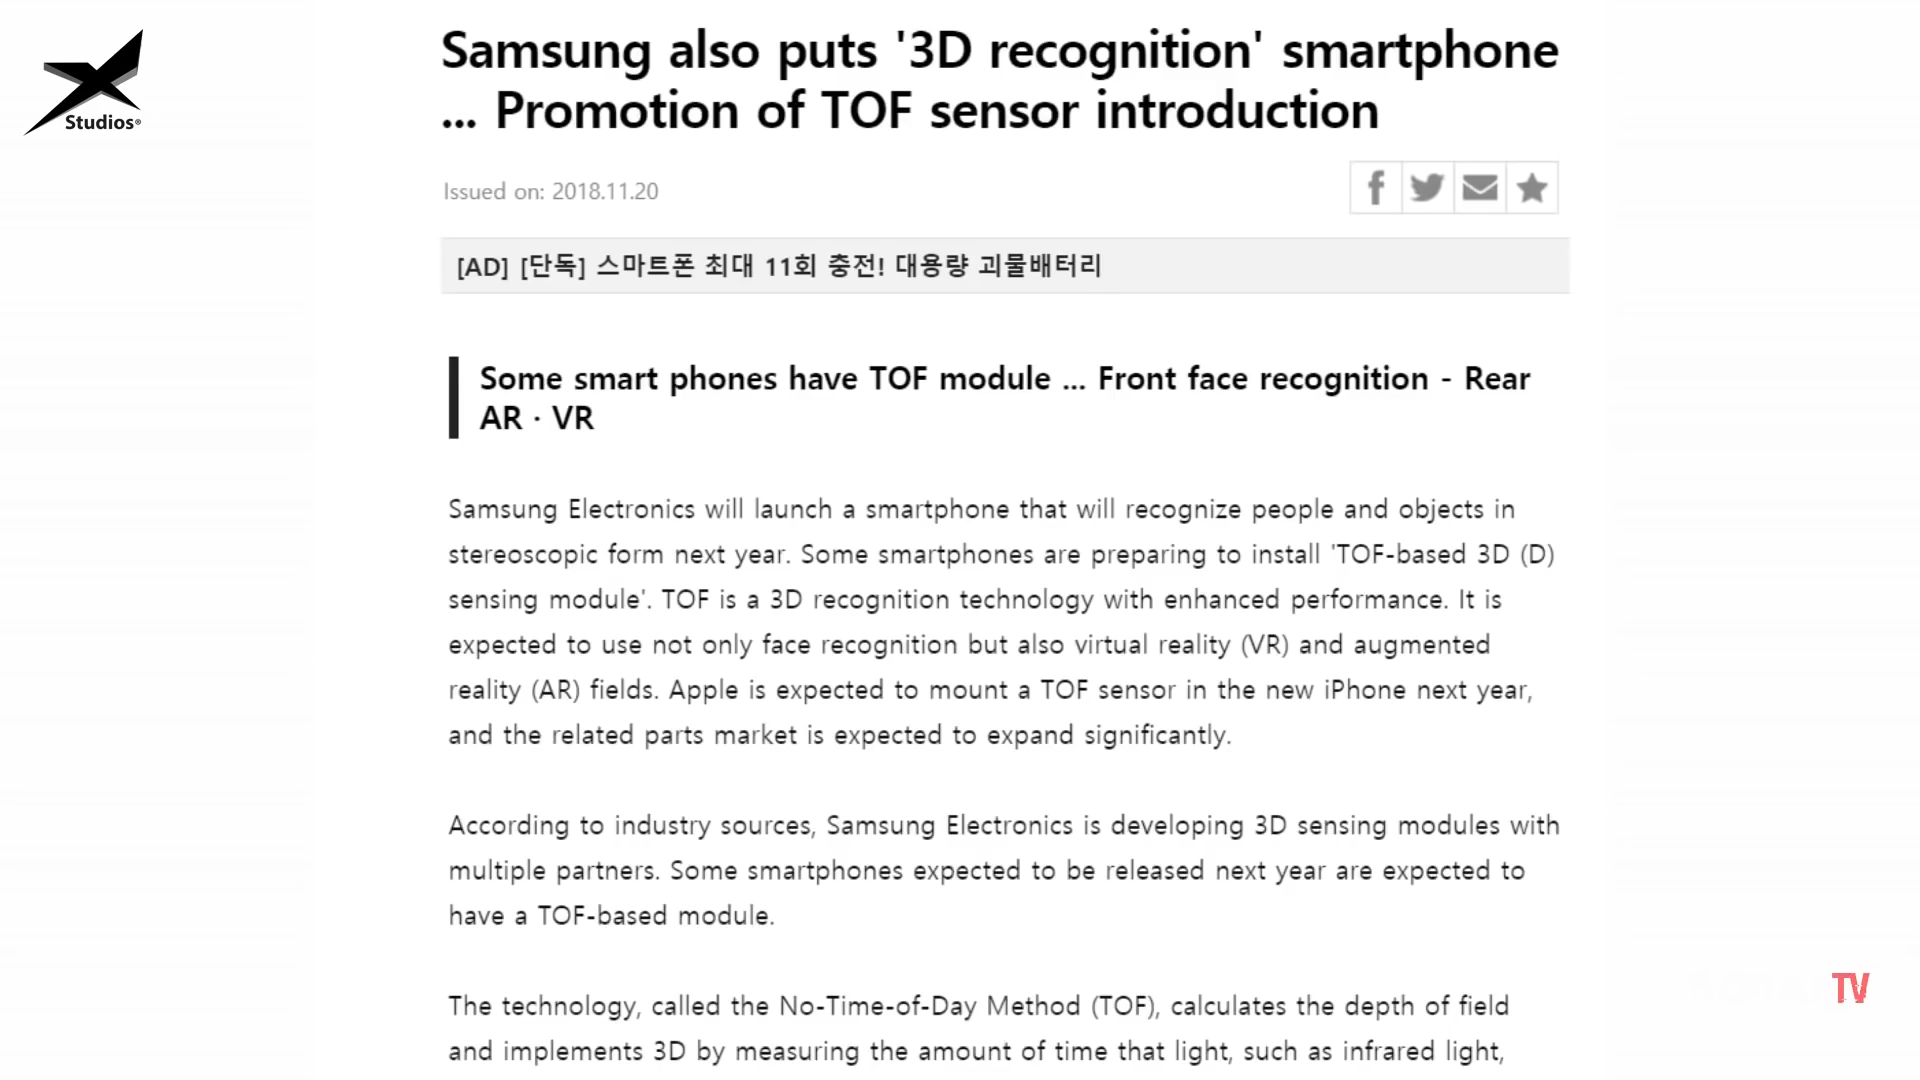 Studios®
Samsung also puts '3D recognition' smartphone
... Promotion of TOF sensor introduction
Issued on: 2018.11.20
[AD] [단독] 스마트폰 최대 11회 충전! 대용량 괴물배터리
Some smart phones have TOF module ... Front face recognition - Rear
AR · VR
Samsung Electronics will launch a smartphone that will recognize people and objects in
stereoscopic form next year. Some smartphones are preparing to install 'TOF-based 3D (D)
sensing module'. TOF is a 3D recognition technology with enhanced performance. It is
expected to use not only face recognition but also virtual reality (VR) and augmented
reality (AR) fields. Apple is expected to mount a TOF sensor in the new iPhone next year,
and the related parts market is expected to expand significantly.
According to industry sources, Samsung Electronics is developing 3D sensing modules with
multiple partners. Some smartphones expected to be released next year are expected to
have a TOF-based module.
TV
The technology, called the No-Time-of-Day Method (TOF), calculates the depth of field
and implements 3D by measuring the amount of time that light, such as infrared light,